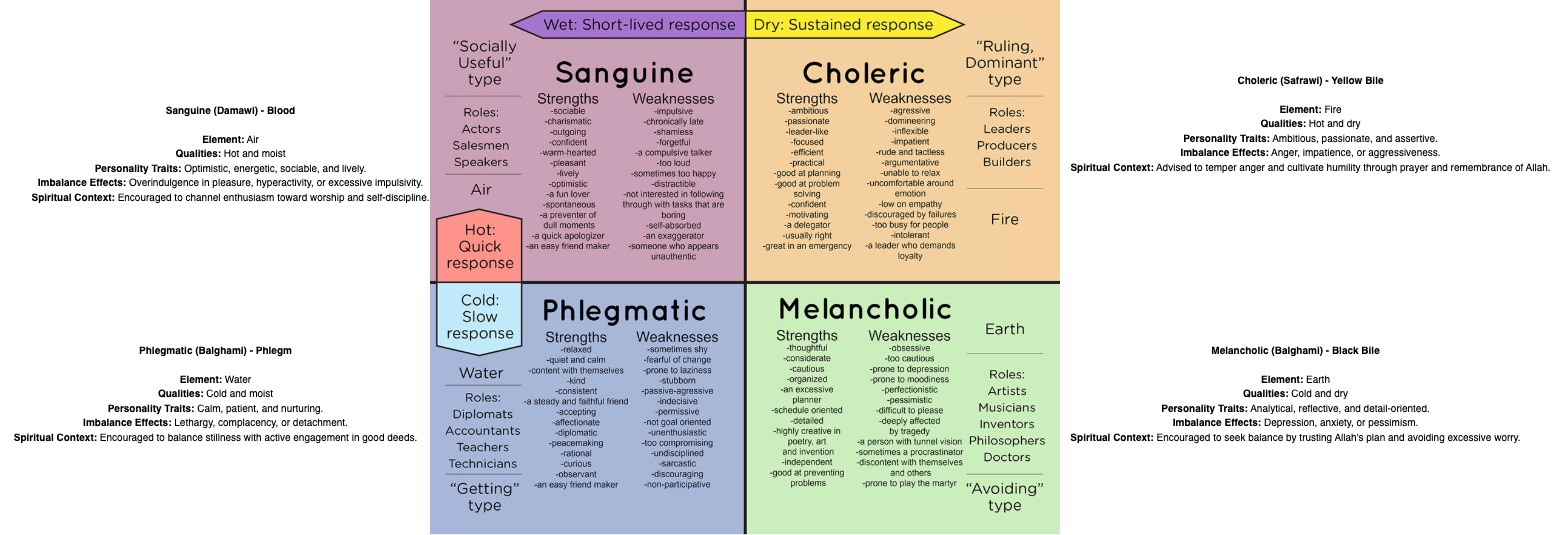 Wet: Short-lived response
Dry: Sustained response
Sanguine (Damawi) - Blood
Element: Air
Qualities: Hot and moist
Personality Traits: Optimistic, energetic, sociable, and lively.
Imbalance Effects: Overindulgence in pleasure, hyperactivity, or excessive impulsivity.
Spiritual Context: Encouraged to channel enthusiasm toward worship and self-discipline.
“Socially
Useful”
type
Roles:
Actors
Salesmen
Speakers
Air
Hot:
Quick
response
Sanguine
Strengths
-sociable
-charismatic
-outgoing
-confident
-warm-hearted
-pleasant
-lively
-optimistic
-a fun lover
-spontaneous
-a preventer of
dull moments
-a quick apologizer
-an easy friend maker
Weaknesses
-impulsive
-chronically late
-shamless
-forgetful
-a compulsive talker
-too loud
-sometimes too happy
-distractible
-not interested in following
through with tasks that are
boring
-self-absorbed
-an exaggerator
-someone who appears
unauthentic
Choleric
Strengths
-ambitious
-passionate
-leader-like
-focused
-efficient
-practical
-good at planning
-good at problem
solving
-confident
-motivating
-a delegator
-usually right
-great in an emergency
Weaknesses
-agressive
-domineering
-inflexible
-impatient
-rude and tactless
-argumentative
-unable to relax
-uncomfortable around
emotion
-low on empathy
-discouraged by failures
-too busy for people
-intolerant
-a leader who demands
loyalty
“Ruling,
Dominant”
type
Roles:
Leaders
Producers
Builders
Fire
Choleric (Safrawi) - Yellow Bile
Element: Fire
Qualities: Hot and dry
Personality Traits: Ambitious, passionate, and assertive.
Imbalance Effects: Anger, impatience, or aggressiveness.
Spiritual Context: Advised to temper anger and cultivate humility through prayer and remembrance of Allah.
Phlegmatic (Balghami) - Phlegm
Element: Water
Qualities: Cold and moist
Personality Traits: Calm, patient, and nurturing.
Imbalance Effects: Lethargy, complacency, or detachment.
Spiritual Context: Encouraged to balance stillness with active engagement in good deeds.
Cold:
Slow
response
Water
Roles:
Diplomats
Accountants
Teachers
Technicians
“Getting”
type
Phlegmatic
Strengths
-relaxed
-quiet and calm
-content with themselves
-kind
-consistent
-a steady and faithful friend
-accepting
-affectionate
-diplomatic
-peacemaking
-rational
-curious
-observant
-an easy friend maker
Weaknesses
-sometimes shy
-fearful of change
-prone to laziness
-stubborn
-passive-agressive
-indecisive
-permissive
-not goal oriented
-unenthusiastic
-too compromising
-undisciplined
-sarcastic
-discouraging
-non-participative
Melancholic
Strengths
-thoughtful
-considerate
-cautious
-organized
-an excessive
planner
-schedule oriented
-detailed
-highly creative in
poetry, art
and invention
-independent
-good at preventing
problems
Weaknesses
-obsessive
-too cautious
-prone to depression
-prone to moodiness
-perfectionistic
-pessimistic
-difficult to please
-deeply affected
by tragedy
-a person with tunnel vision
-sometimes a procrastinator
-discontent with themselves
and others
-prone to play the martyr
Earth
Roles:
Artists
Musicians
Inventors
Philosophers
Doctors
“Avoiding”
type
Melancholic (Balghami) - Black Bile
Element: Earth
Qualities: Cold and dry
Personality Traits: Analytical, reflective, and detail-oriented.
Imbalance Effects: Depression, anxiety, or pessimism.
Spiritual Context: Encouraged to seek balance by trusting Allah's plan and avoiding excessive worry.